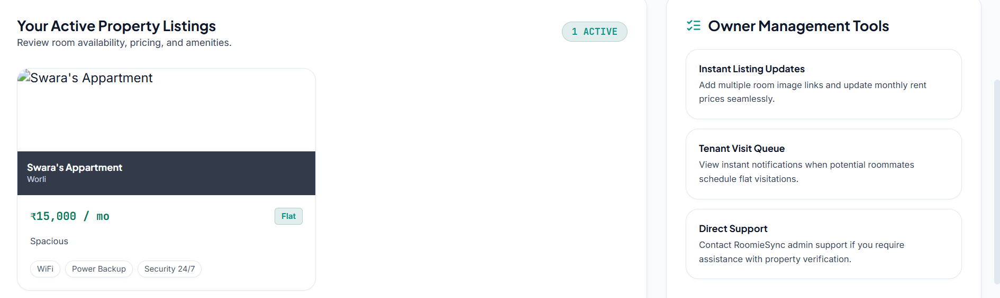 Your Active Property Listings
Review room availability, pricing, and amenities.
1 ACTIVE
Swara's Appartment
Swara's Appartment
Worli
₹15,000 / mo
Flat
Spacious
WiFi
Power Backup
Security 24/7
Owner Management Tools
Instant Listing Updates
Add multiple room image links and update monthly rent
prices seamlessly.
Tenant Visit Queue
View instant notifications when potential roommates
schedule flat visitations.
Direct Support
Contact RoomieSync admin support if you require
assistance with property verification.